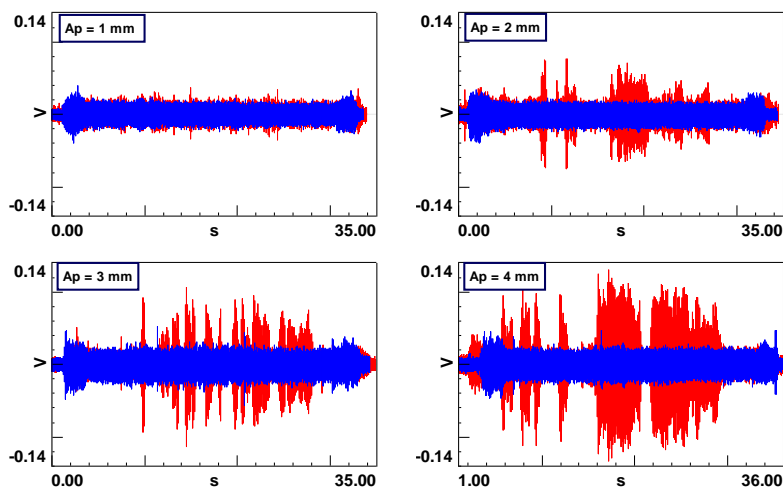 0.14
Ap = 1 mm
V
-0.14
0.00 s 35.00
0.14
Ap = 2 mm
V
-0.14
0.00 s 35.00
0.14
Ap = 3 mm
V
-0.14
0.00 s 35.00
0.14
Ap = 4 mm
V
-0.14
1.00 s 36.00